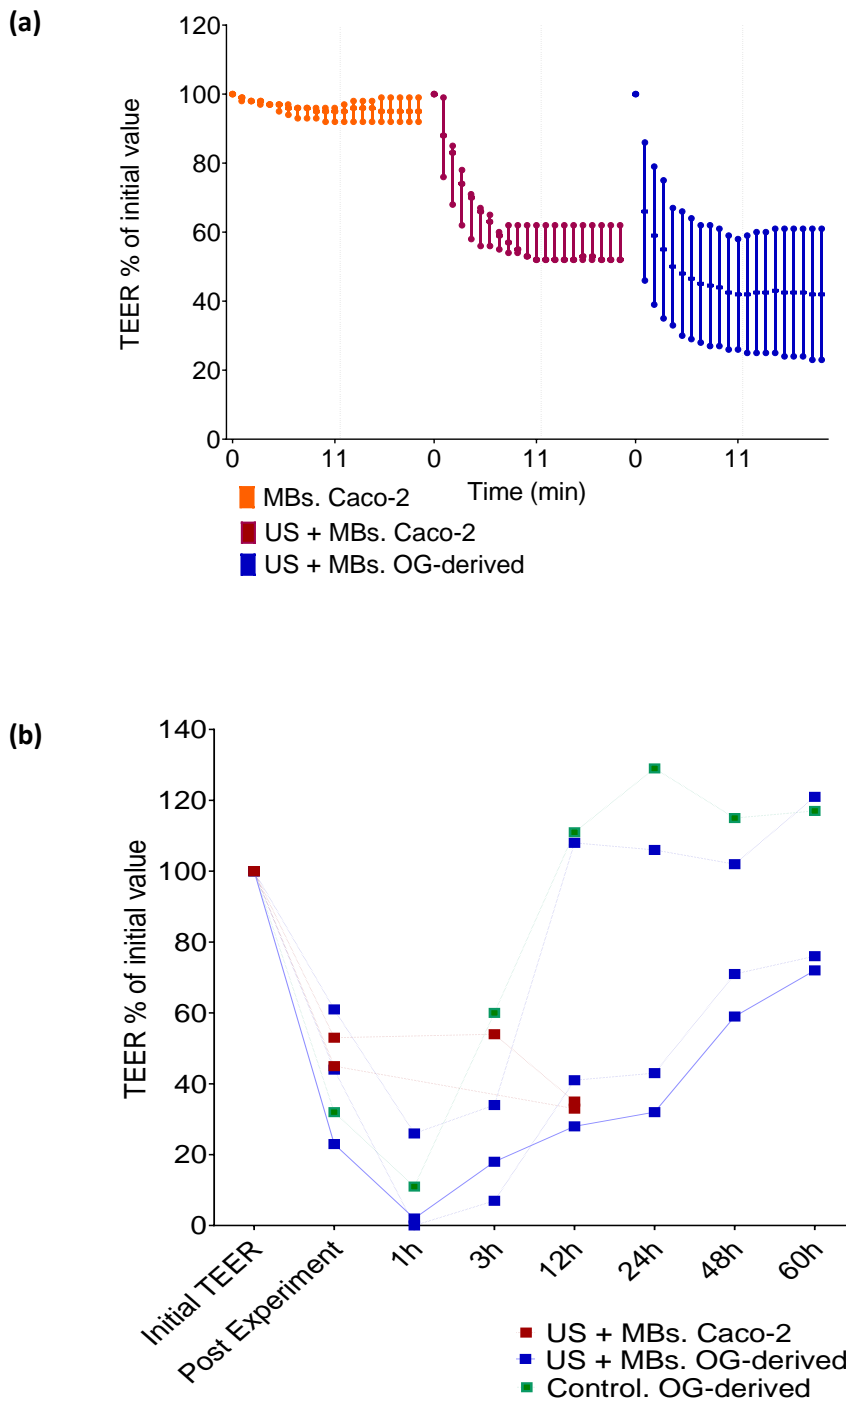 (a)
TEER % of initial value
120
100
80
60
40
20
0
0 11 0 11 0 11
Time (min)
MBs. Caco-2
US + MBs. Caco-2
US + MBs. OG-derived
(b)
TEER % of initial value
140
120
100
80
60
40
20
0
Initial TEER
Post Experiment
1h
3h
12h
24h
48h
60h
US + MBs. Caco-2
US + MBs. OG-derived
Control. OG-derived